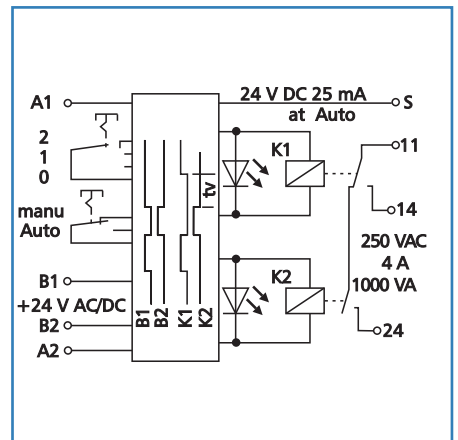 A1
24 V DC 25 mA
at Auto
S
2
1
0
K1
11
manu
Auto
tv
14
250 VAC
4 A
1000 VA
B1
+24 V AC/DC
B2
A2
B1
B2
K1
K2
K2
24